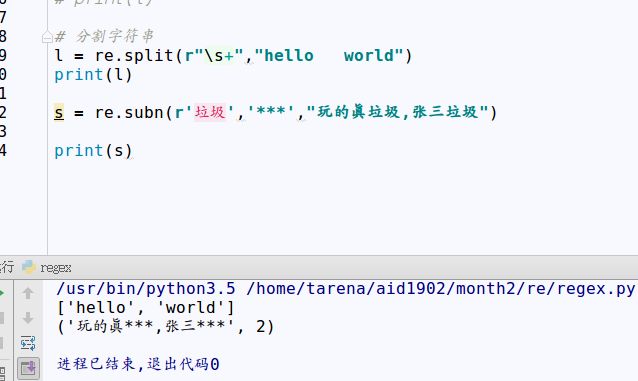 # print(l)
7
8 # 分割字符串
9 l = re.split(r"\s+","hello   world")
0 print(l)
1
2 s = re.subn(r'垃圾','***',"玩的真垃圾,张三垃圾")
3
4 print(s)
运行 regex
/usr/bin/python3.5 /home/tarena/aid1902/month2/re/regex.py
['hello', 'world']
('玩的真***,张三***', 2)
进程已结束,退出代码0